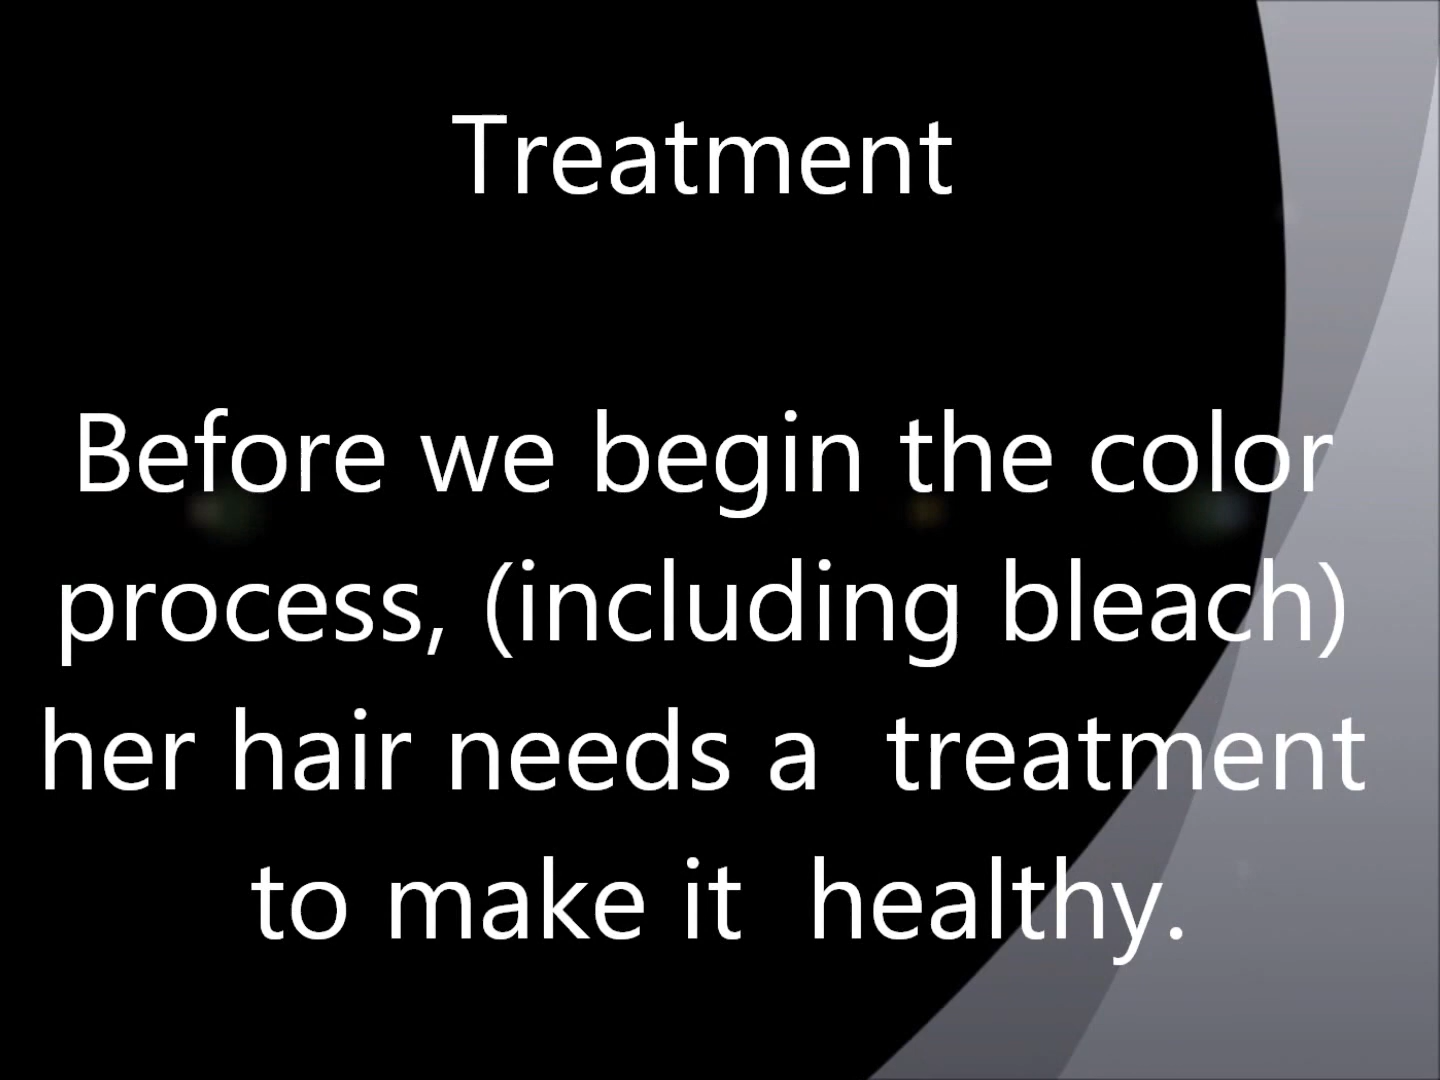 Treatment
Before we begin the color
process, (including bleach)
her hair needs a  treatment
to make it  healthy.